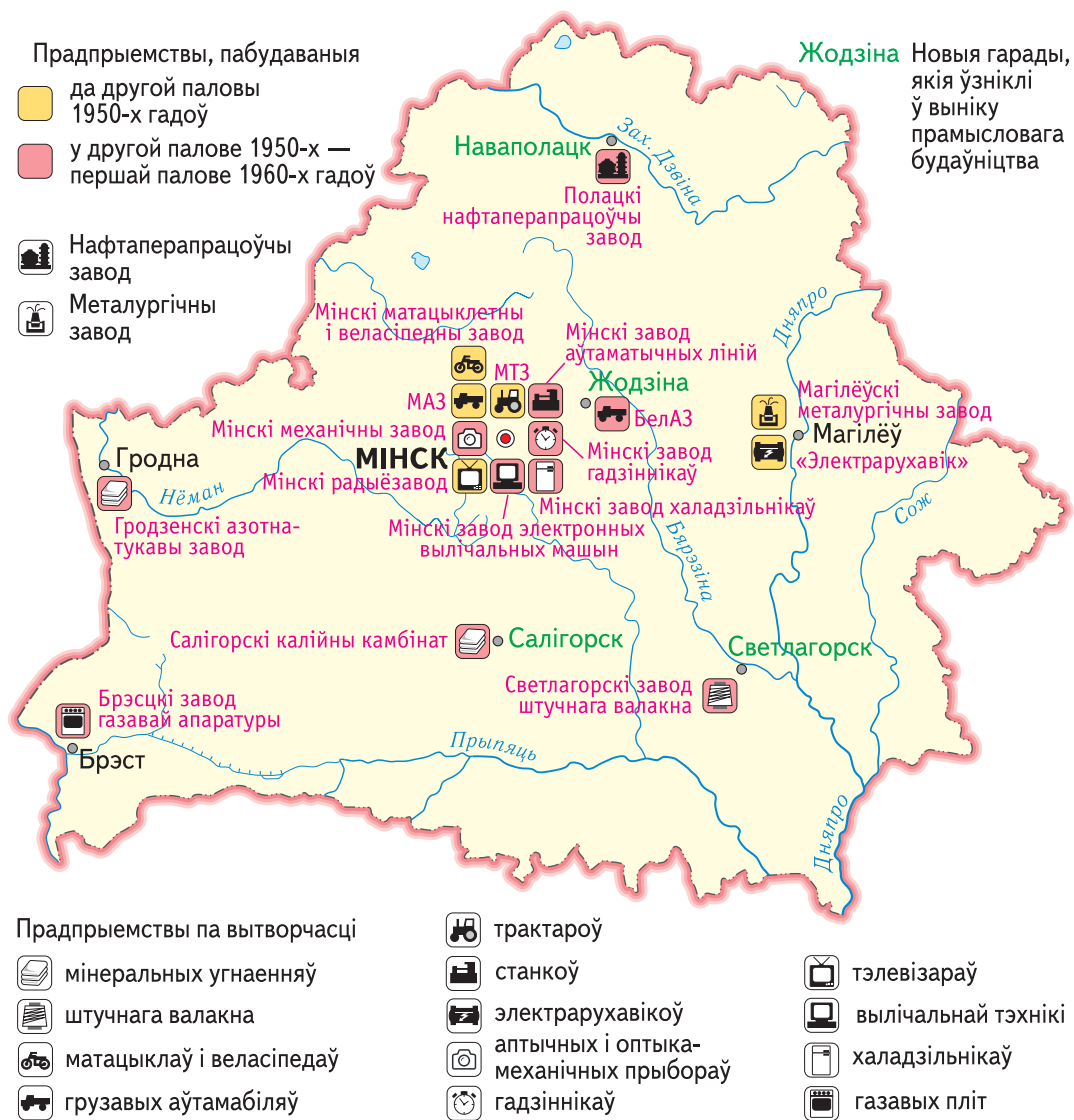 Прадпрыемствы, пабудаваныя
да другой паловы
1950-х гадоў
у другой палове 1950-х —
першай палове 1960-х гадоў
Нафтаперапрацоўчы
завод
Металургічны
завод
Жодзіна
Новыя гарады,
якія ўзніклі
ў выніку
прамысловага
будаўніцтва
Наваполацк
Зах. Дзвіна
Полацкі
нафтаперапрацоўчы
завод
Мінскі матацыклетны
і веласіпедны завод
Мінскі завод
аўтаматычных ліній
МТЗ
МАЗ
Жодзіна
БелАЗ
Дняпро
Магілёўскі
металургічны завод
Магілёў
«Электрарухавік»
Мінскі механічны завод
МІНСК
Мінскі завод
гадзіннікаў
Мінскі радыёзавод
Мінскі завод халадзільнікаў
Мінскі завод электронных
вылічальных машын
Гродна
Нёман
Гродзенскі азотна-
тукавы завод
Бярэзіна
Сож
Салігорскі калійны камбінат
Салігорск
Светлагорск
Светлагорскі завод
штучнага валакна
Брэсцкі завод
газавай апаратуры
Брэст
Прыпяць
Дняпро
Прадпрыемствы па вытворчасці
мінеральных угнаенняў
штучнага валакна
матацыклаў і веласіпедаў
грузавых аўтамабіляў
трактароў
станкоў
электрарухавікоў
аптычных і оптыка-
механічных прыбораў
гадзіннікаў
тэлевізараў
вылічальнай тэхнікі
халадзільнікаў
газавых пліт